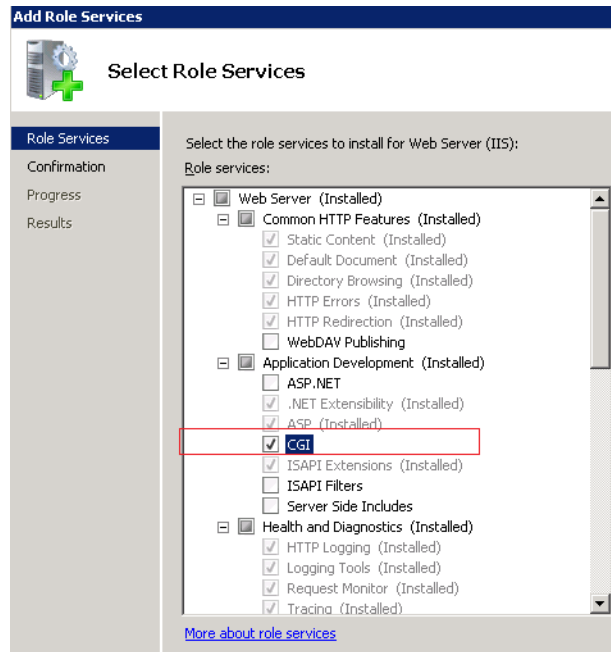 Add Role Services
Select Role Services
Role Services
Confirmation
Progress
Results
Select the role services to install for Web Server (IIS):
Role services:
Web Server (Installed)
Common HTTP Features (Installed)
Static Content (Installed)
Default Document (Installed)
Directory Browsing (Installed)
HTTP Errors (Installed)
HTTP Redirection (Installed)
WebDAV Publishing
Application Development (Installed)
ASP.NET
.NET Extensibility (Installed)
ASP (Installed)
CGI
ISAPI Extensions (Installed)
ISAPI Filters
Server Side Includes
Health and Diagnostics (Installed)
HTTP Logging (Installed)
Logging Tools (Installed)
Request Monitor (Installed)
Tracing (Installed)
More about role services